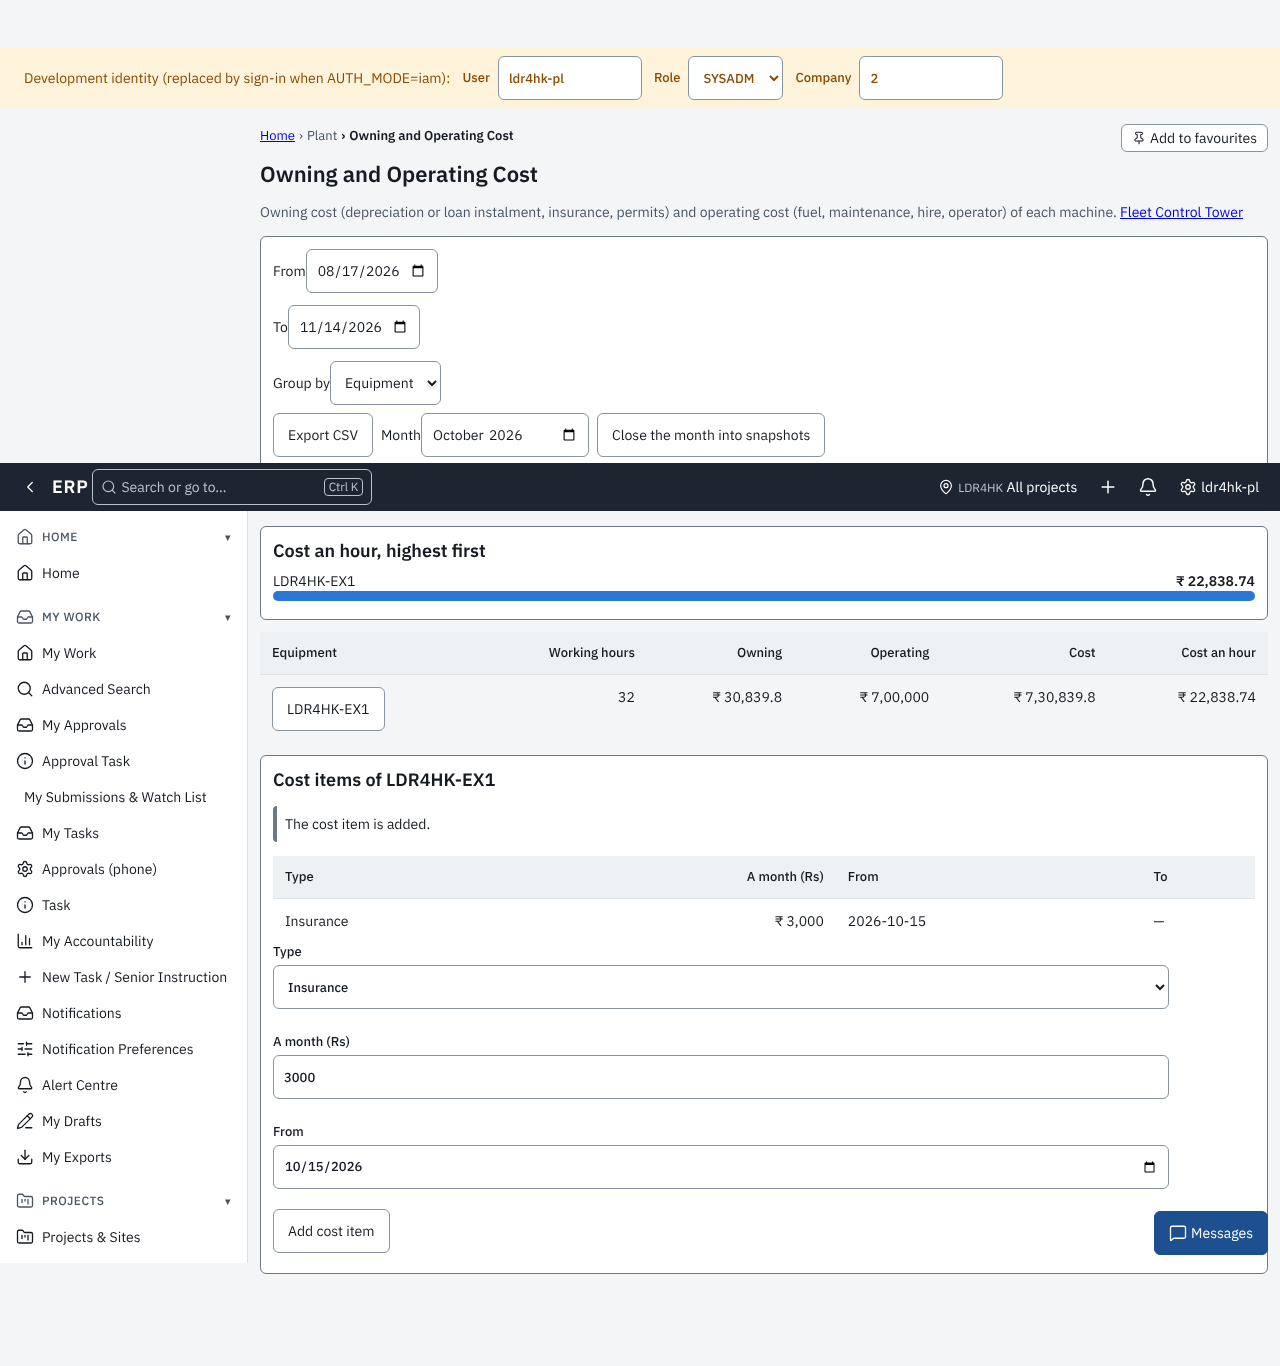 Development identity (replaced by sign-in when AUTH_MODE=iam): User ldr4hk-pl Role SYSADM Company 2
Home › Plant › Owning and Operating Cost
Add to favourites
Owning and Operating Cost
Owning cost (depreciation or loan instalment, insurance, permits) and operating cost (fuel, maintenance, hire, operator) of each machine. Fleet Control Tower
From 08/17/2026
To 11/14/2026
Group by Equipment
Export CSV Month October 2026 Close the month into snapshots
ERP Search or go to... Ctrl K LDR4HK All projects ldr4hk-pl
HOME
Home
MY WORK
My Work
Advanced Search
My Approvals
Approval Task
My Submissions & Watch List
My Tasks
Approvals (phone)
Task
My Accountability
New Task / Senior Instruction
Notifications
Notification Preferences
Alert Centre
My Drafts
My Exports
PROJECTS
Projects & Sites
Cost an hour, highest first
LDR4HK-EX1 ₹ 22,838.74
Equipment Working hours Owning Operating Cost Cost an hour
LDR4HK-EX1 32 ₹ 30,839.8 ₹ 7,00,000 ₹ 7,30,839.8 ₹ 22,838.74
Cost items of LDR4HK-EX1
The cost item is added.
Type A month (Rs) From To
Insurance ₹ 3,000 2026-10-15 —
Type
Insurance
A month (Rs)
3000
From
10/15/2026
Add cost item
Messages